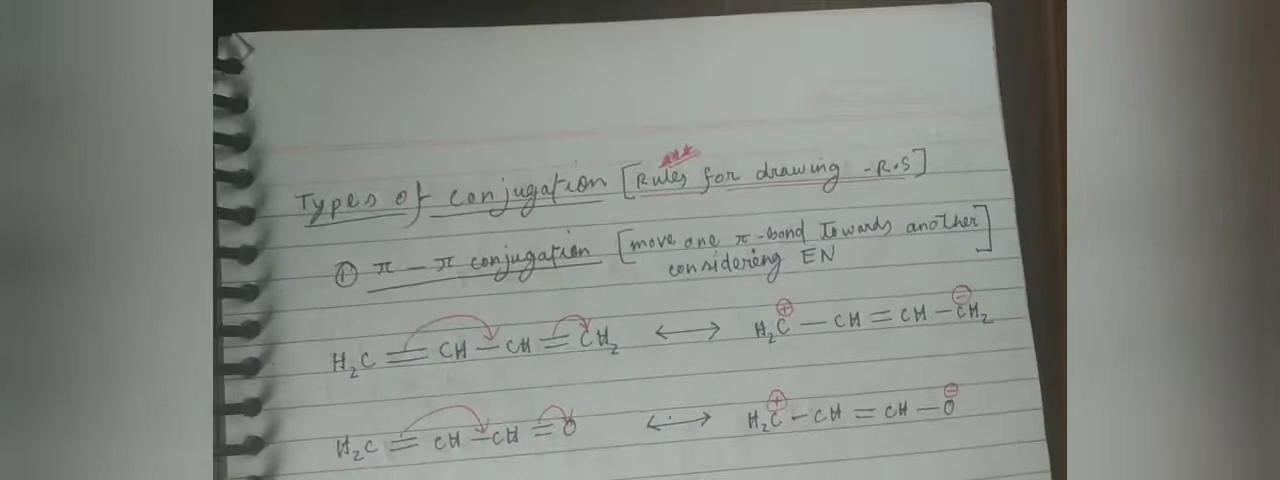 Types of conjugation [Rules for drawing -R.S]
① π – π conjugation [move one π-bond Towards another
considering EN]
H₂C = CH – CH = CH₂ ⟷ H₂C⊕ – CH = CH – CH₂⊖
H₂C = CH – CH = O ⟷ H₂C⊕ – CH = CH – O⊖